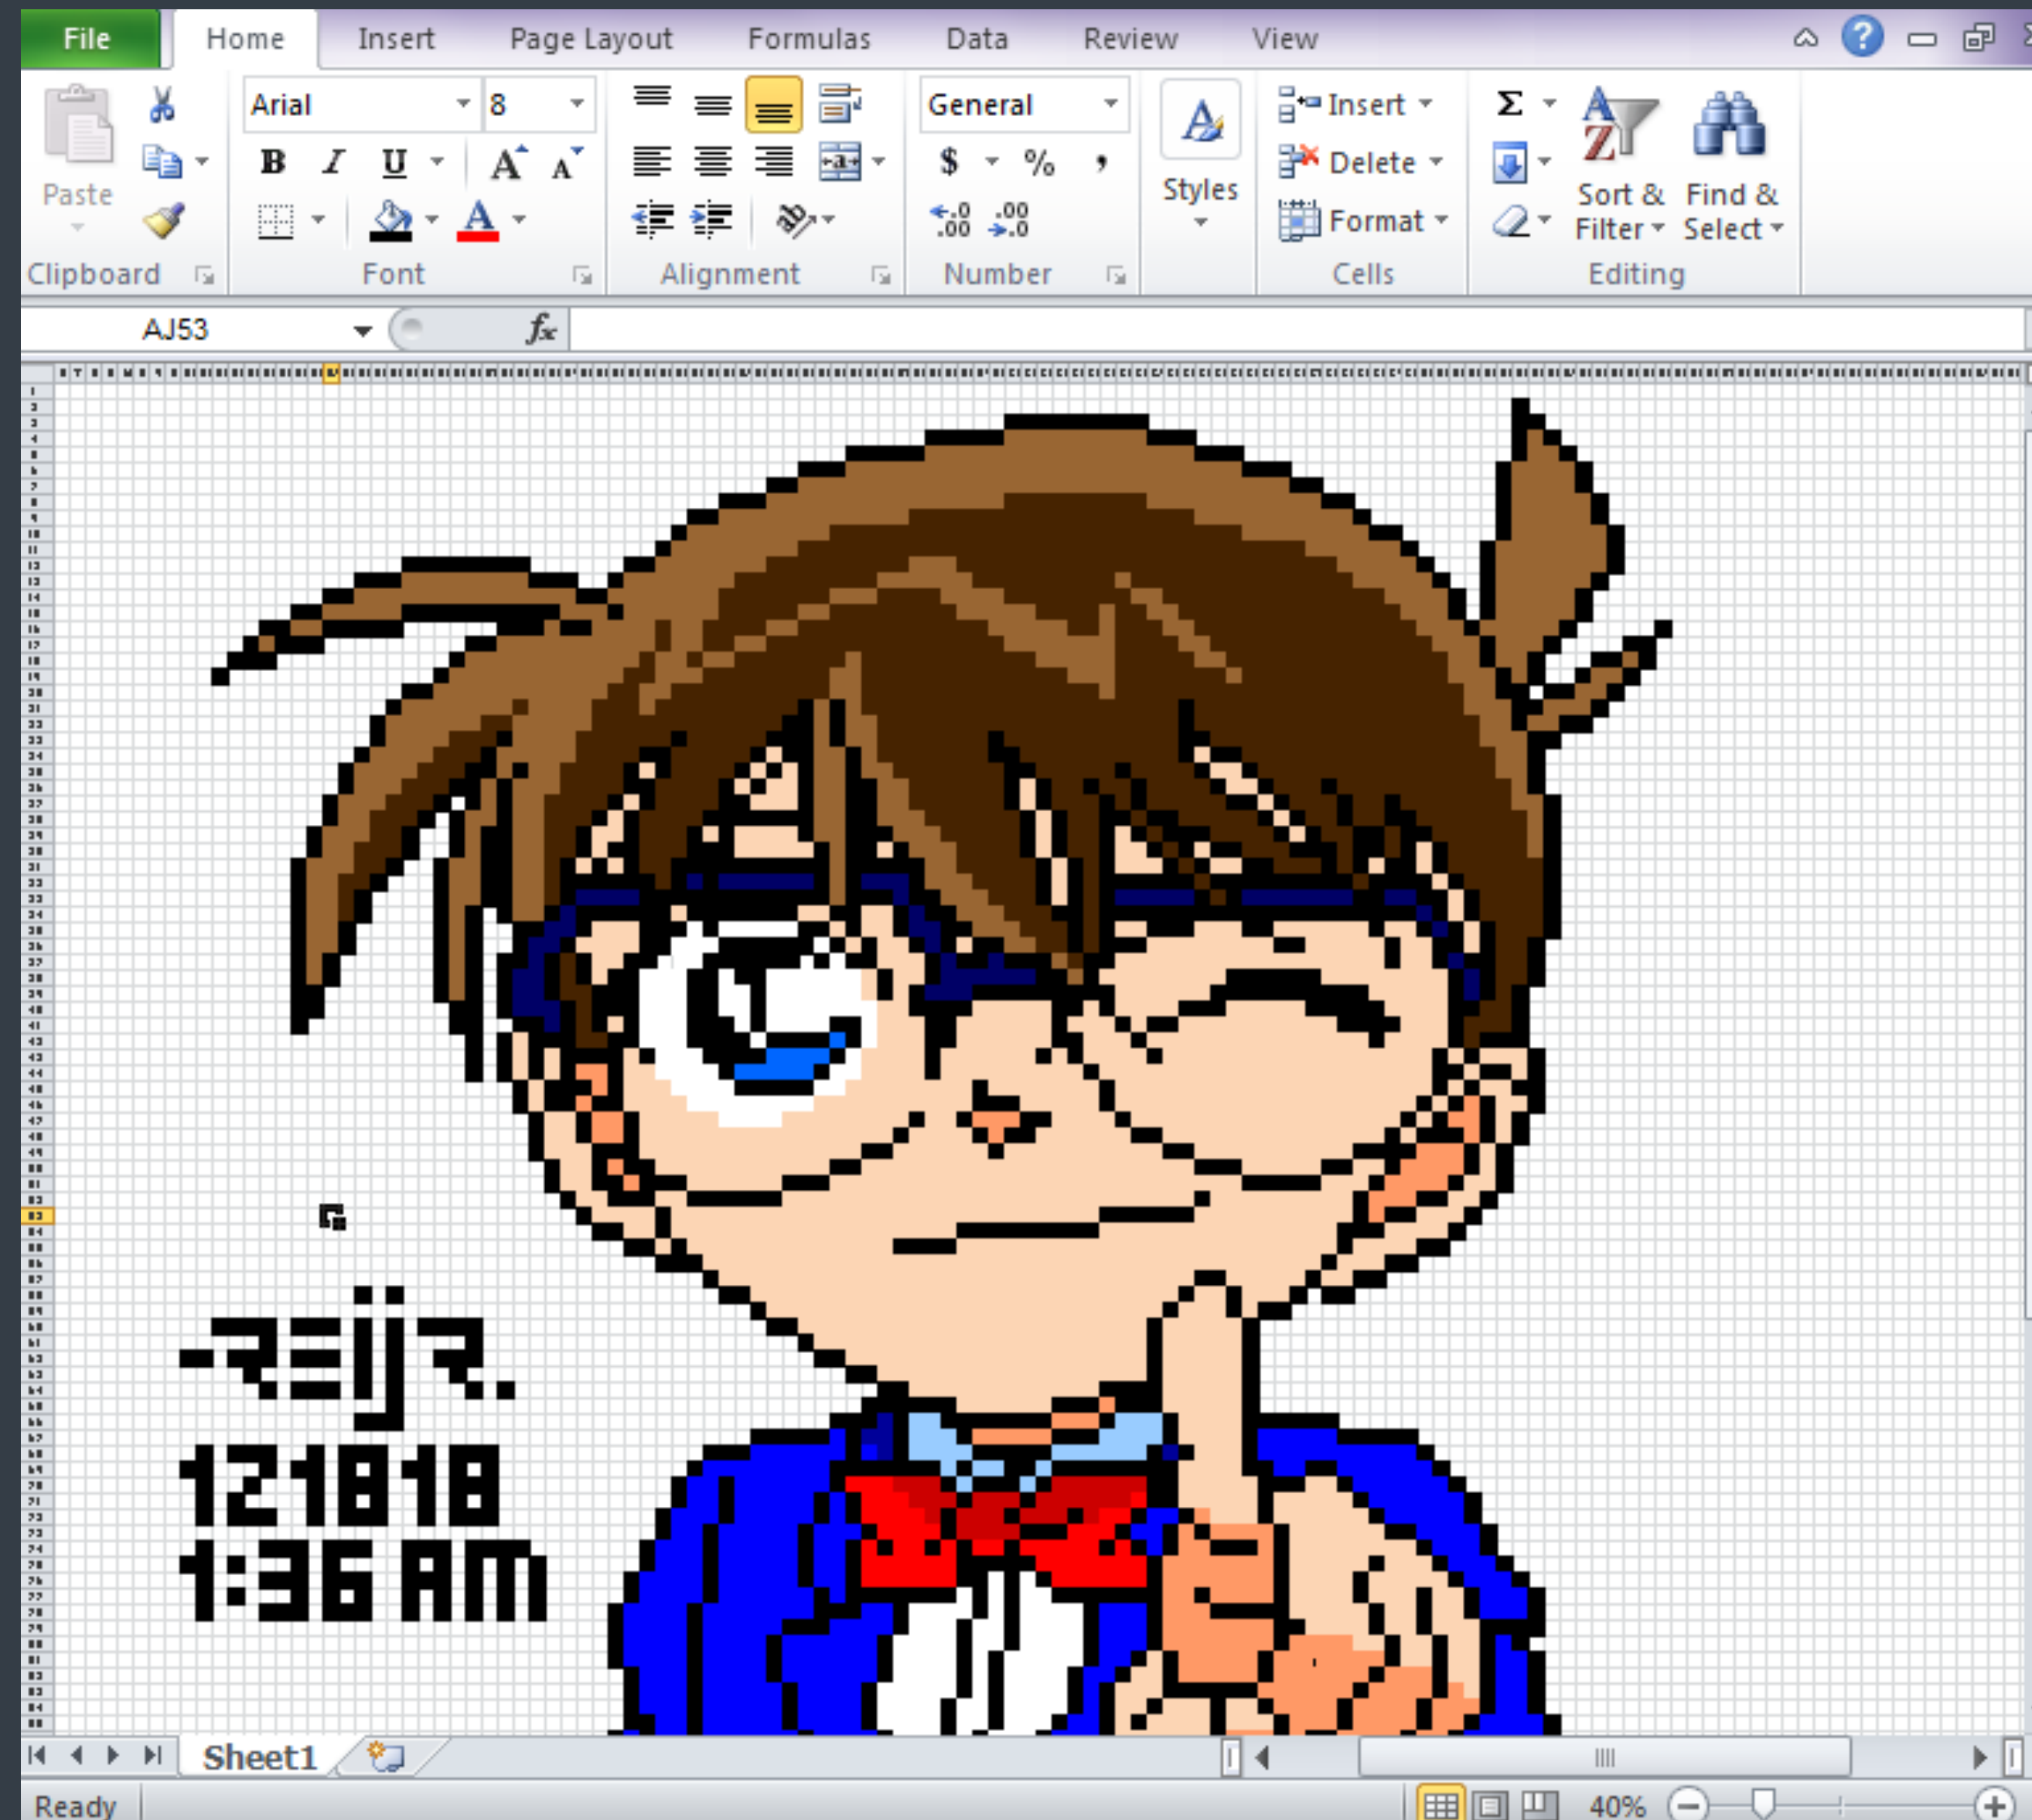 File Home Insert Page Layout Formulas Data Review View
Arial 8 General
Insert
Delete
Paste Styles Format Sort & Filter Find & Select
Clipboard Font Alignment Number Cells Editing
AJ53 fx
121818
1:36 AM
Sheet1
Ready 40%